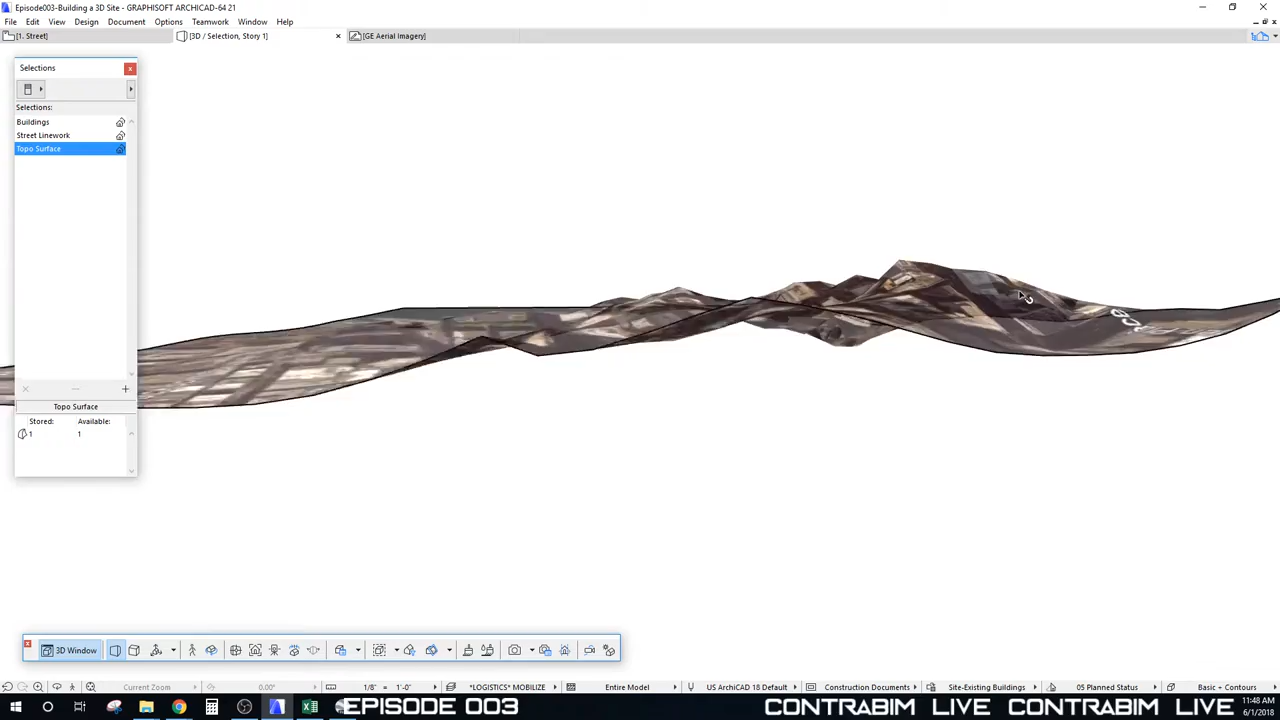 Episode003-Building a 3D Site - GRAPHISOFT ARCHICAD-64 21
File Edit View Design Document Options Teamwork Window Help
[1. Street] [3D / Selection, Story 1] [GE Aerial Imagery]
Selections
Selections:
Buildings
Street Linework
Topo Surface
Topo Surface
Stored: Available:
1 1
3D Window
Current Zoom 0.00° 1/8" = 1'-0" *LOGISTICS* MOBILIZE Entire Model US ArchiCAD 18 Default Construction Documents Site-Existing Buildings 05 Planned Status Basic + Contours
EPISODE 003 CONTRABIM LIVE CONTRABIM LIVE
11:48 AM
6/1/2018